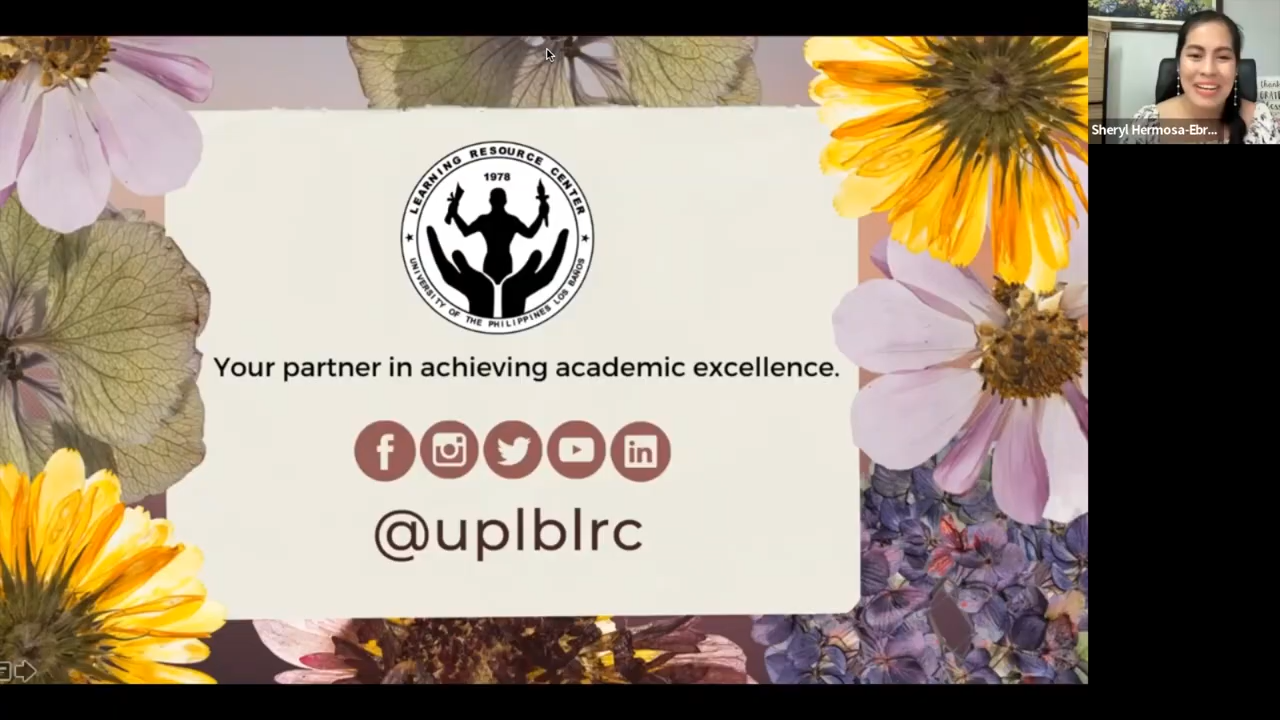 LEARNING RESOURCE CENTER
1978
UNIVERSITY OF THE PHILIPPINES LOS BAÑOS
Your partner in achieving academic excellence.
@uplblrc
Sheryl Hermosa-Ebr...